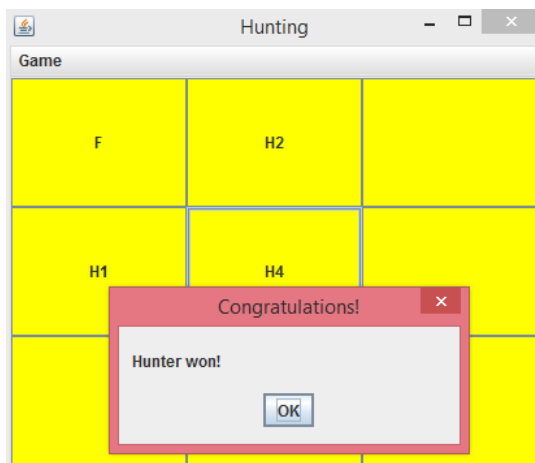 Hunting
Game
F H2
H1 H4
Congratulations!
Hunter won!
OK